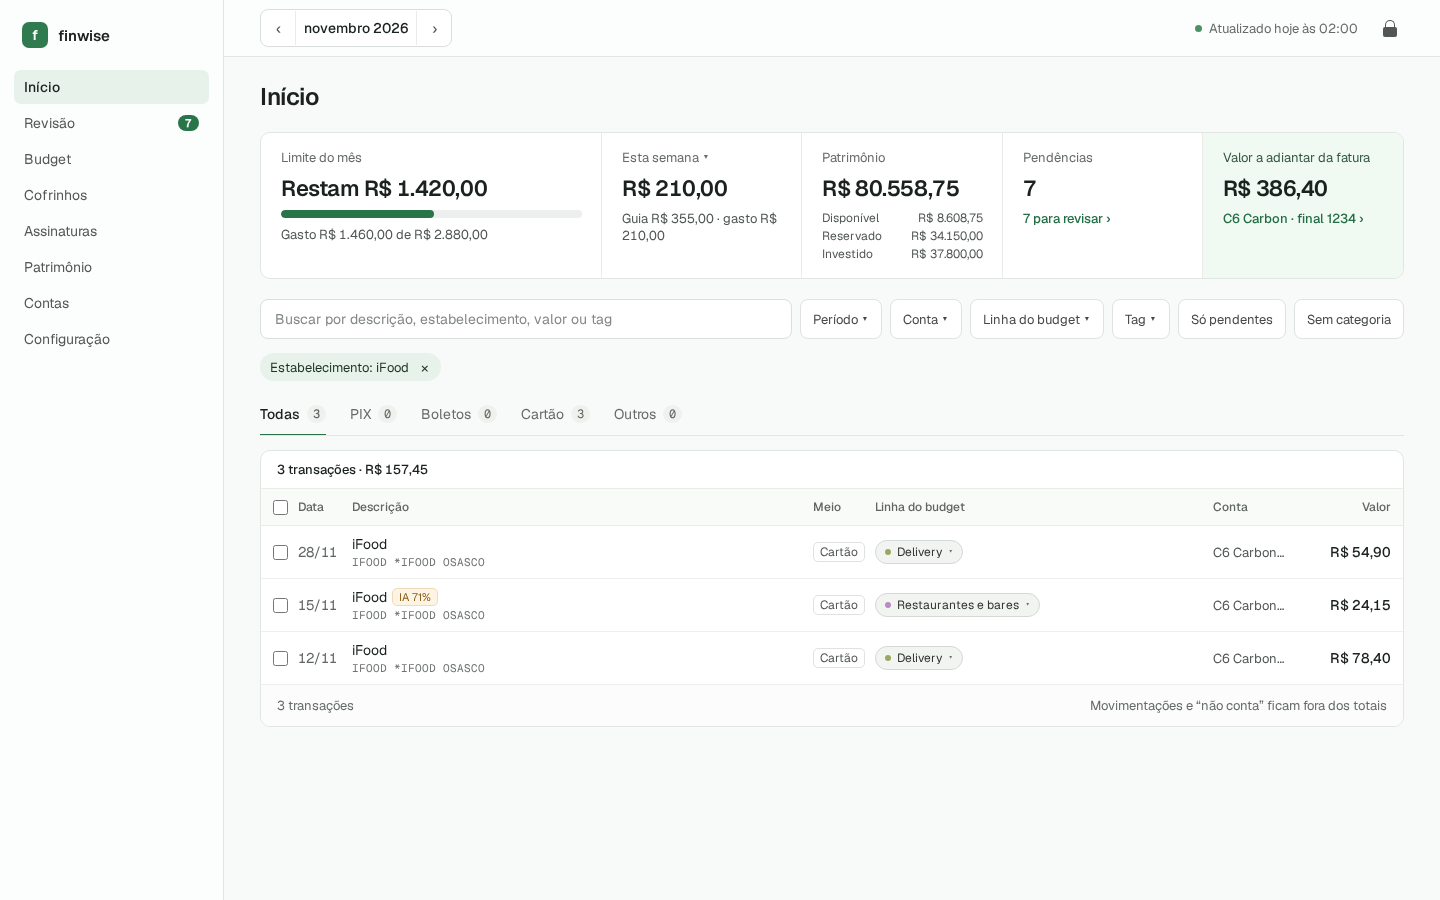 f finwise
Início
Revisão 7
Budget
Cofrinhos
Assinaturas
Patrimônio
Contas
Configuração
‹ novembro 2026 ›
Atualizado hoje às 02:00
Início
Limite do mês
Restam R$ 1.420,00
Gasto R$ 1.460,00 de R$ 2.880,00
Esta semana
R$ 210,00
Guia R$ 355,00 · gasto R$
210,00
Patrimônio
R$ 80.558,75
Disponível R$ 8.608,75
Reservado R$ 34.150,00
Investido R$ 37.800,00
Pendências
7
7 para revisar ›
Valor a adiantar da fatura
R$ 386,40
C6 Carbon · final 1234 ›
Buscar por descrição, estabelecimento, valor ou tag
Período
Conta
Linha do budget
Tag
Só pendentes
Sem categoria
Estabelecimento: iFood ×
Todas 3 PIX 0 Boletos 0 Cartão 3 Outros 0
3 transações · R$ 157,45
Data Descrição Meio Linha do budget Conta Valor
28/11 iFood Cartão Delivery C6 Carbon… R$ 54,90
IFOOD *IFOOD OSASCO
15/11 iFood IA 71% Cartão Restaurantes e bares C6 Carbon… R$ 24,15
IFOOD *IFOOD OSASCO
12/11 iFood Cartão Delivery C6 Carbon… R$ 78,40
IFOOD *IFOOD OSASCO
3 transações
Movimentações e “não conta” ficam fora dos totais